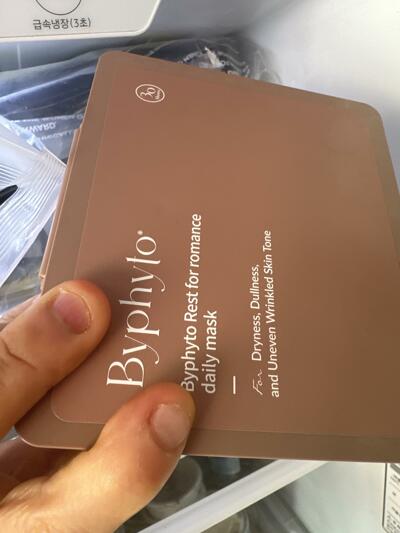 급속냉장(3초)
30
Byphyto
Byphyto Rest for romance
daily mask
For Dryness, Dullness,
and Uneven Wrinkled Skin Tone